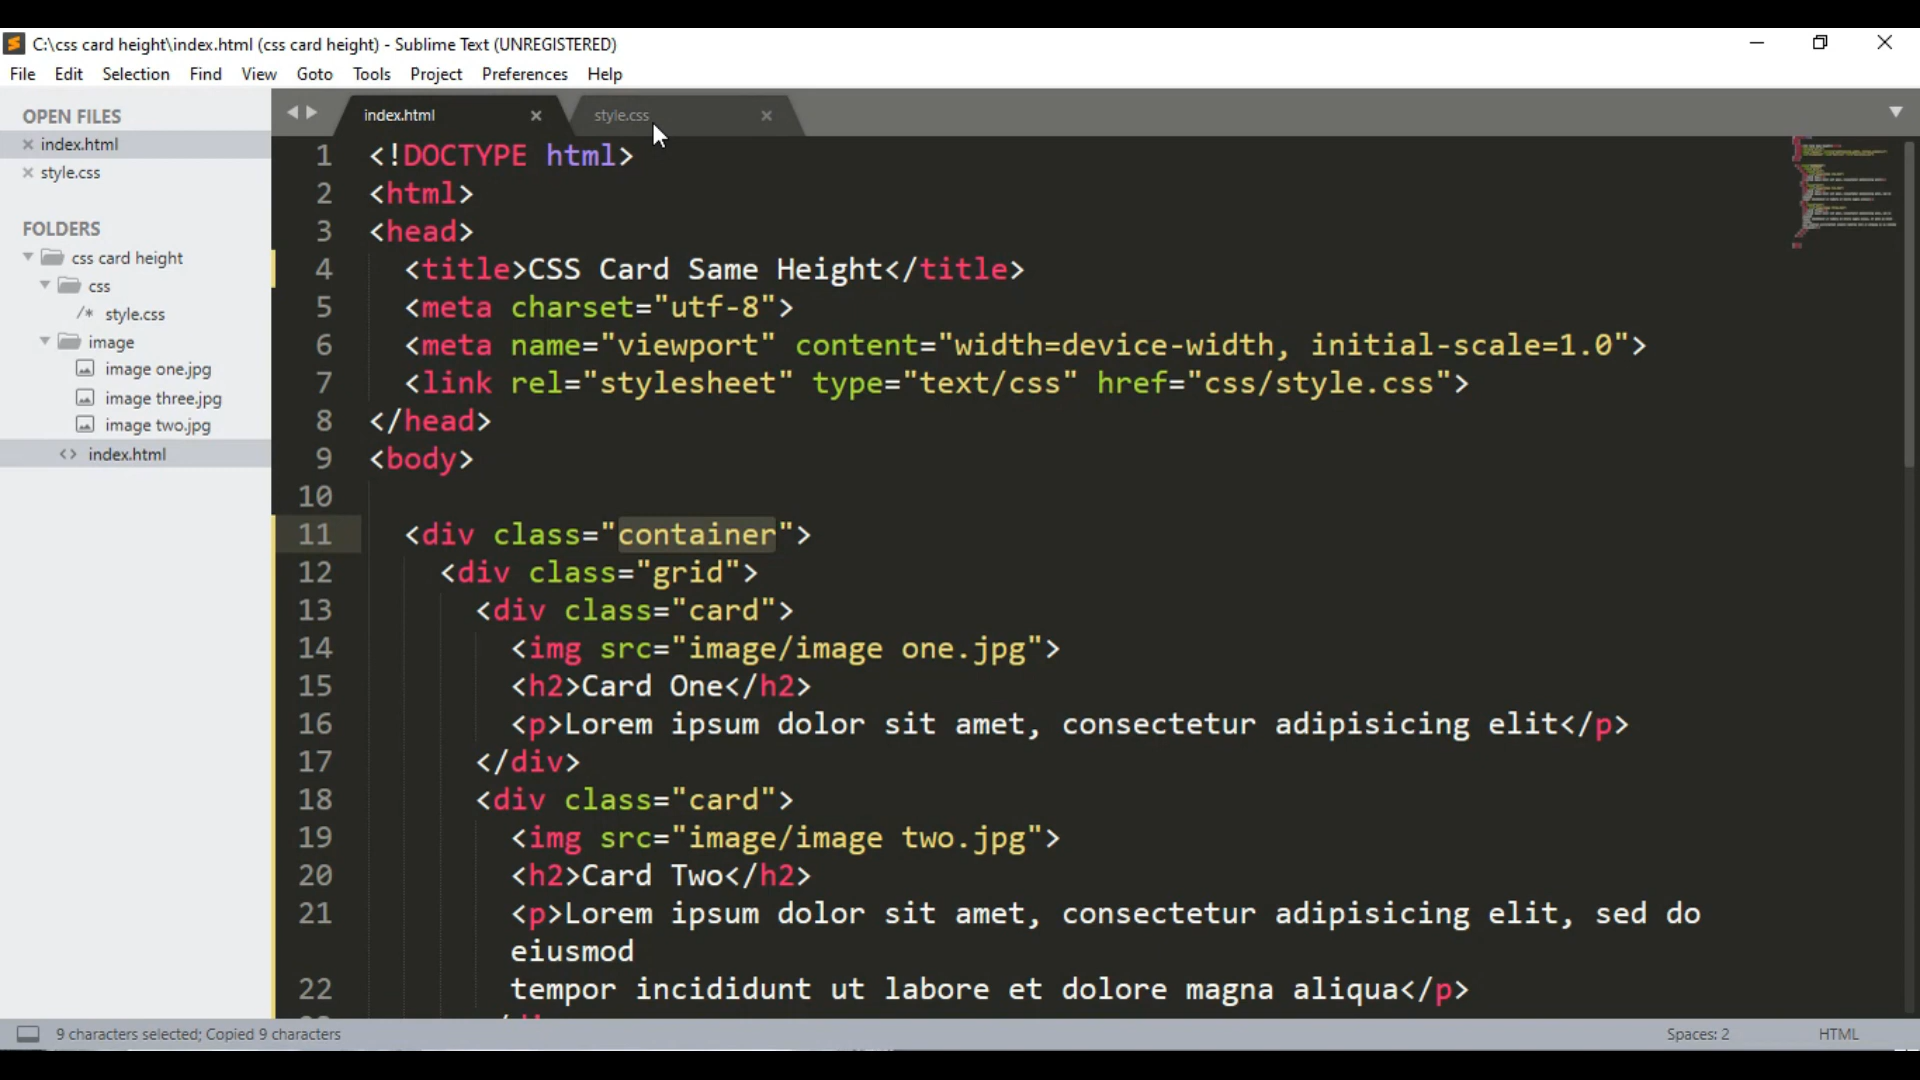 C:\css card height\index.html (css card height) - Sublime Text (UNREGISTERED)
File Edit Selection Find View Goto Tools Project Preferences Help
OPEN FILES
index.html
style.css
FOLDERS
css card height
css
/* style.css
image
image one.jpg
image three.jpg
image two.jpg
<> index.html
index.html style.css
1 <!DOCTYPE html>
2 <html>
3 <head>
4 <title>CSS Card Same Height</title>
5 <meta charset="utf-8">
6 <meta name="viewport" content="width=device-width, initial-scale=1.0">
7 <link rel="stylesheet" type="text/css" href="css/style.css">
8 </head>
9 <body>
10
11 <div class="container">
12 <div class="grid">
13 <div class="card">
14 <img src="image/image one.jpg">
15 <h2>Card One</h2>
16 <p>Lorem ipsum dolor sit amet, consectetur adipisicing elit</p>
17 </div>
18 <div class="card">
19 <img src="image/image two.jpg">
20 <h2>Card Two</h2>
21 <p>Lorem ipsum dolor sit amet, consectetur adipisicing elit, sed do
eiusmod
22 tempor incididunt ut labore et dolore magna aliqua</p>
9 characters selected; Copied 9 characters
Spaces: 2 HTML